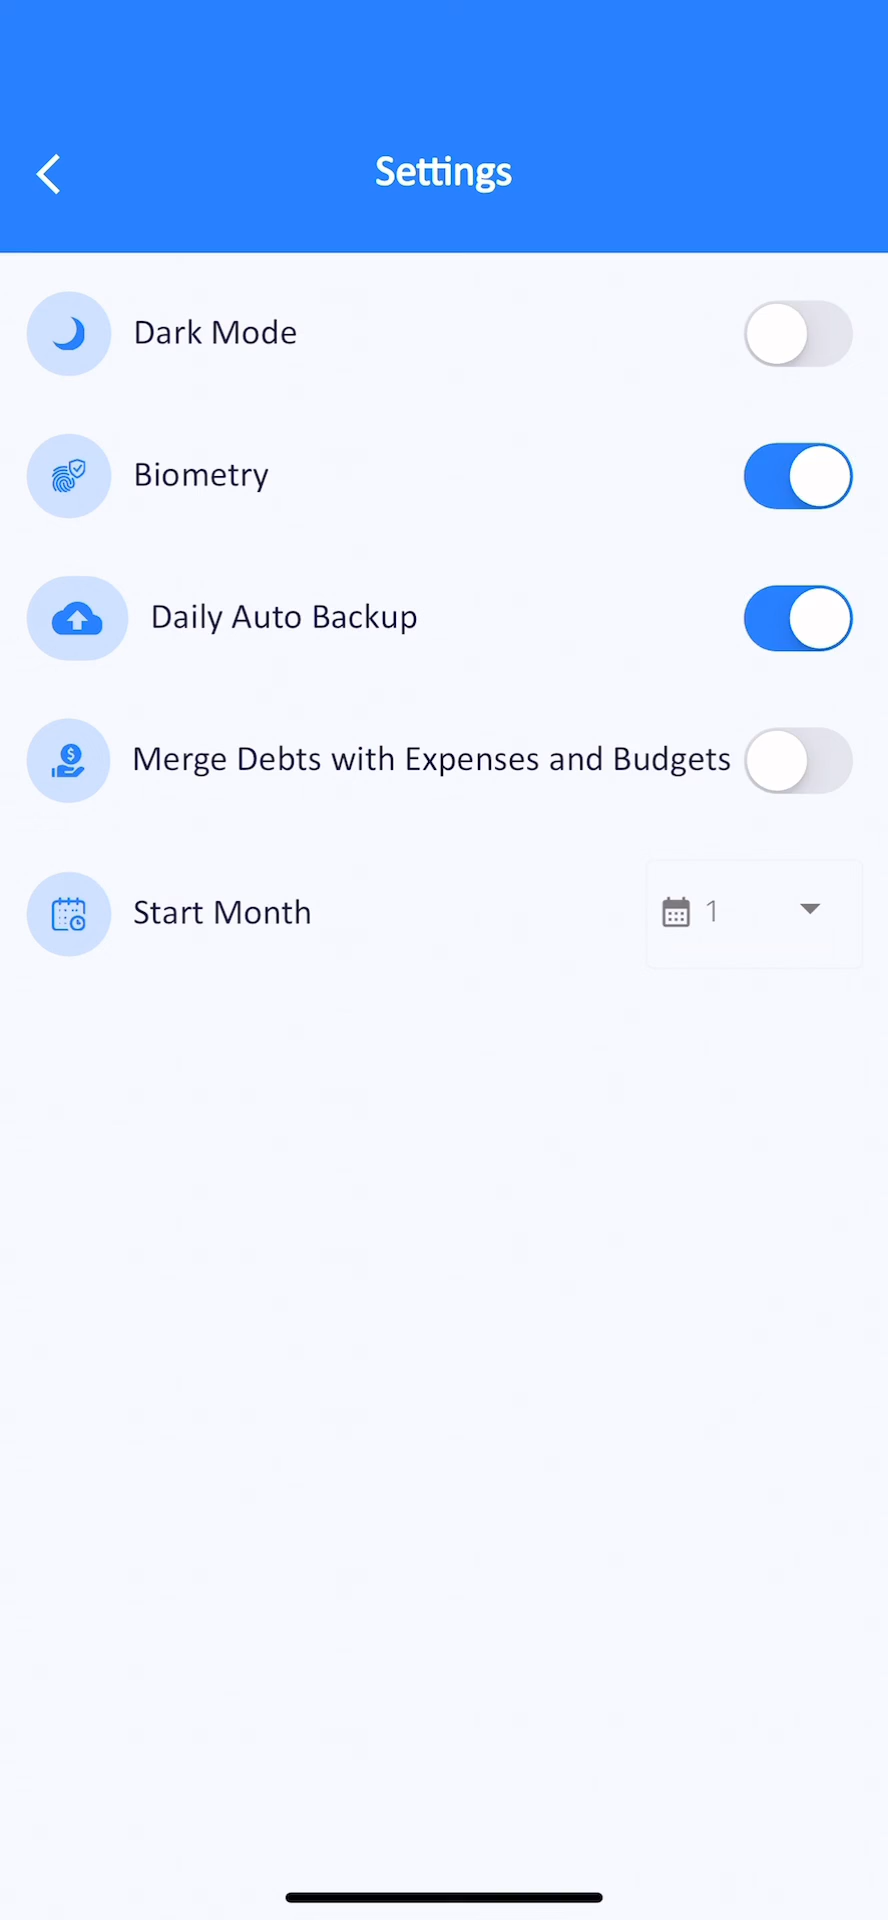 Settings
Dark Mode
Biometry
Daily Auto Backup
Merge Debts with Expenses and Budgets
Start Month
1